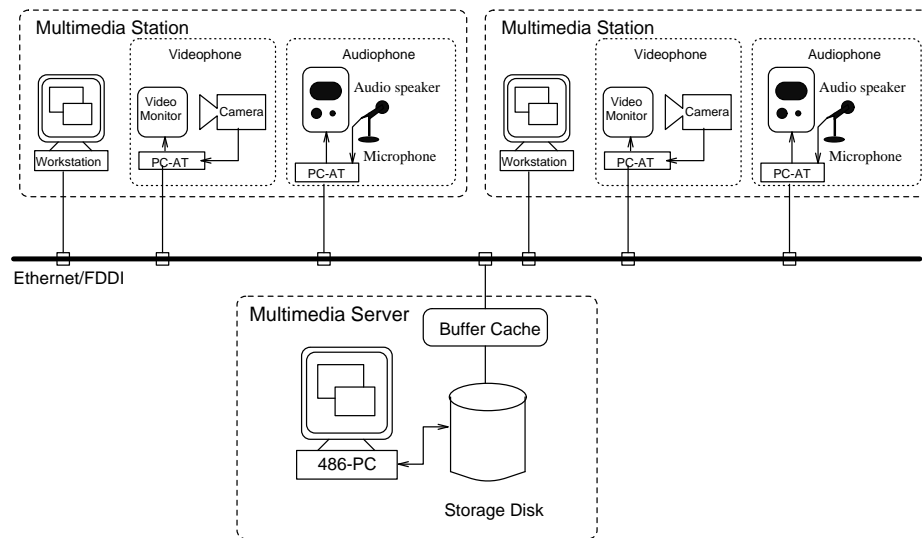 Multimedia Station
Videophone
Audiophone
Video
Monitor
Camera
Audio speaker
Microphone
Workstation
PC-AT
PC-AT
Multimedia Station
Videophone
Audiophone
Video
Monitor
Camera
Audio speaker
Microphone
Workstation
PC-AT
PC-AT
Ethernet/FDDI
Multimedia Server
Buffer Cache
486-PC
Storage Disk